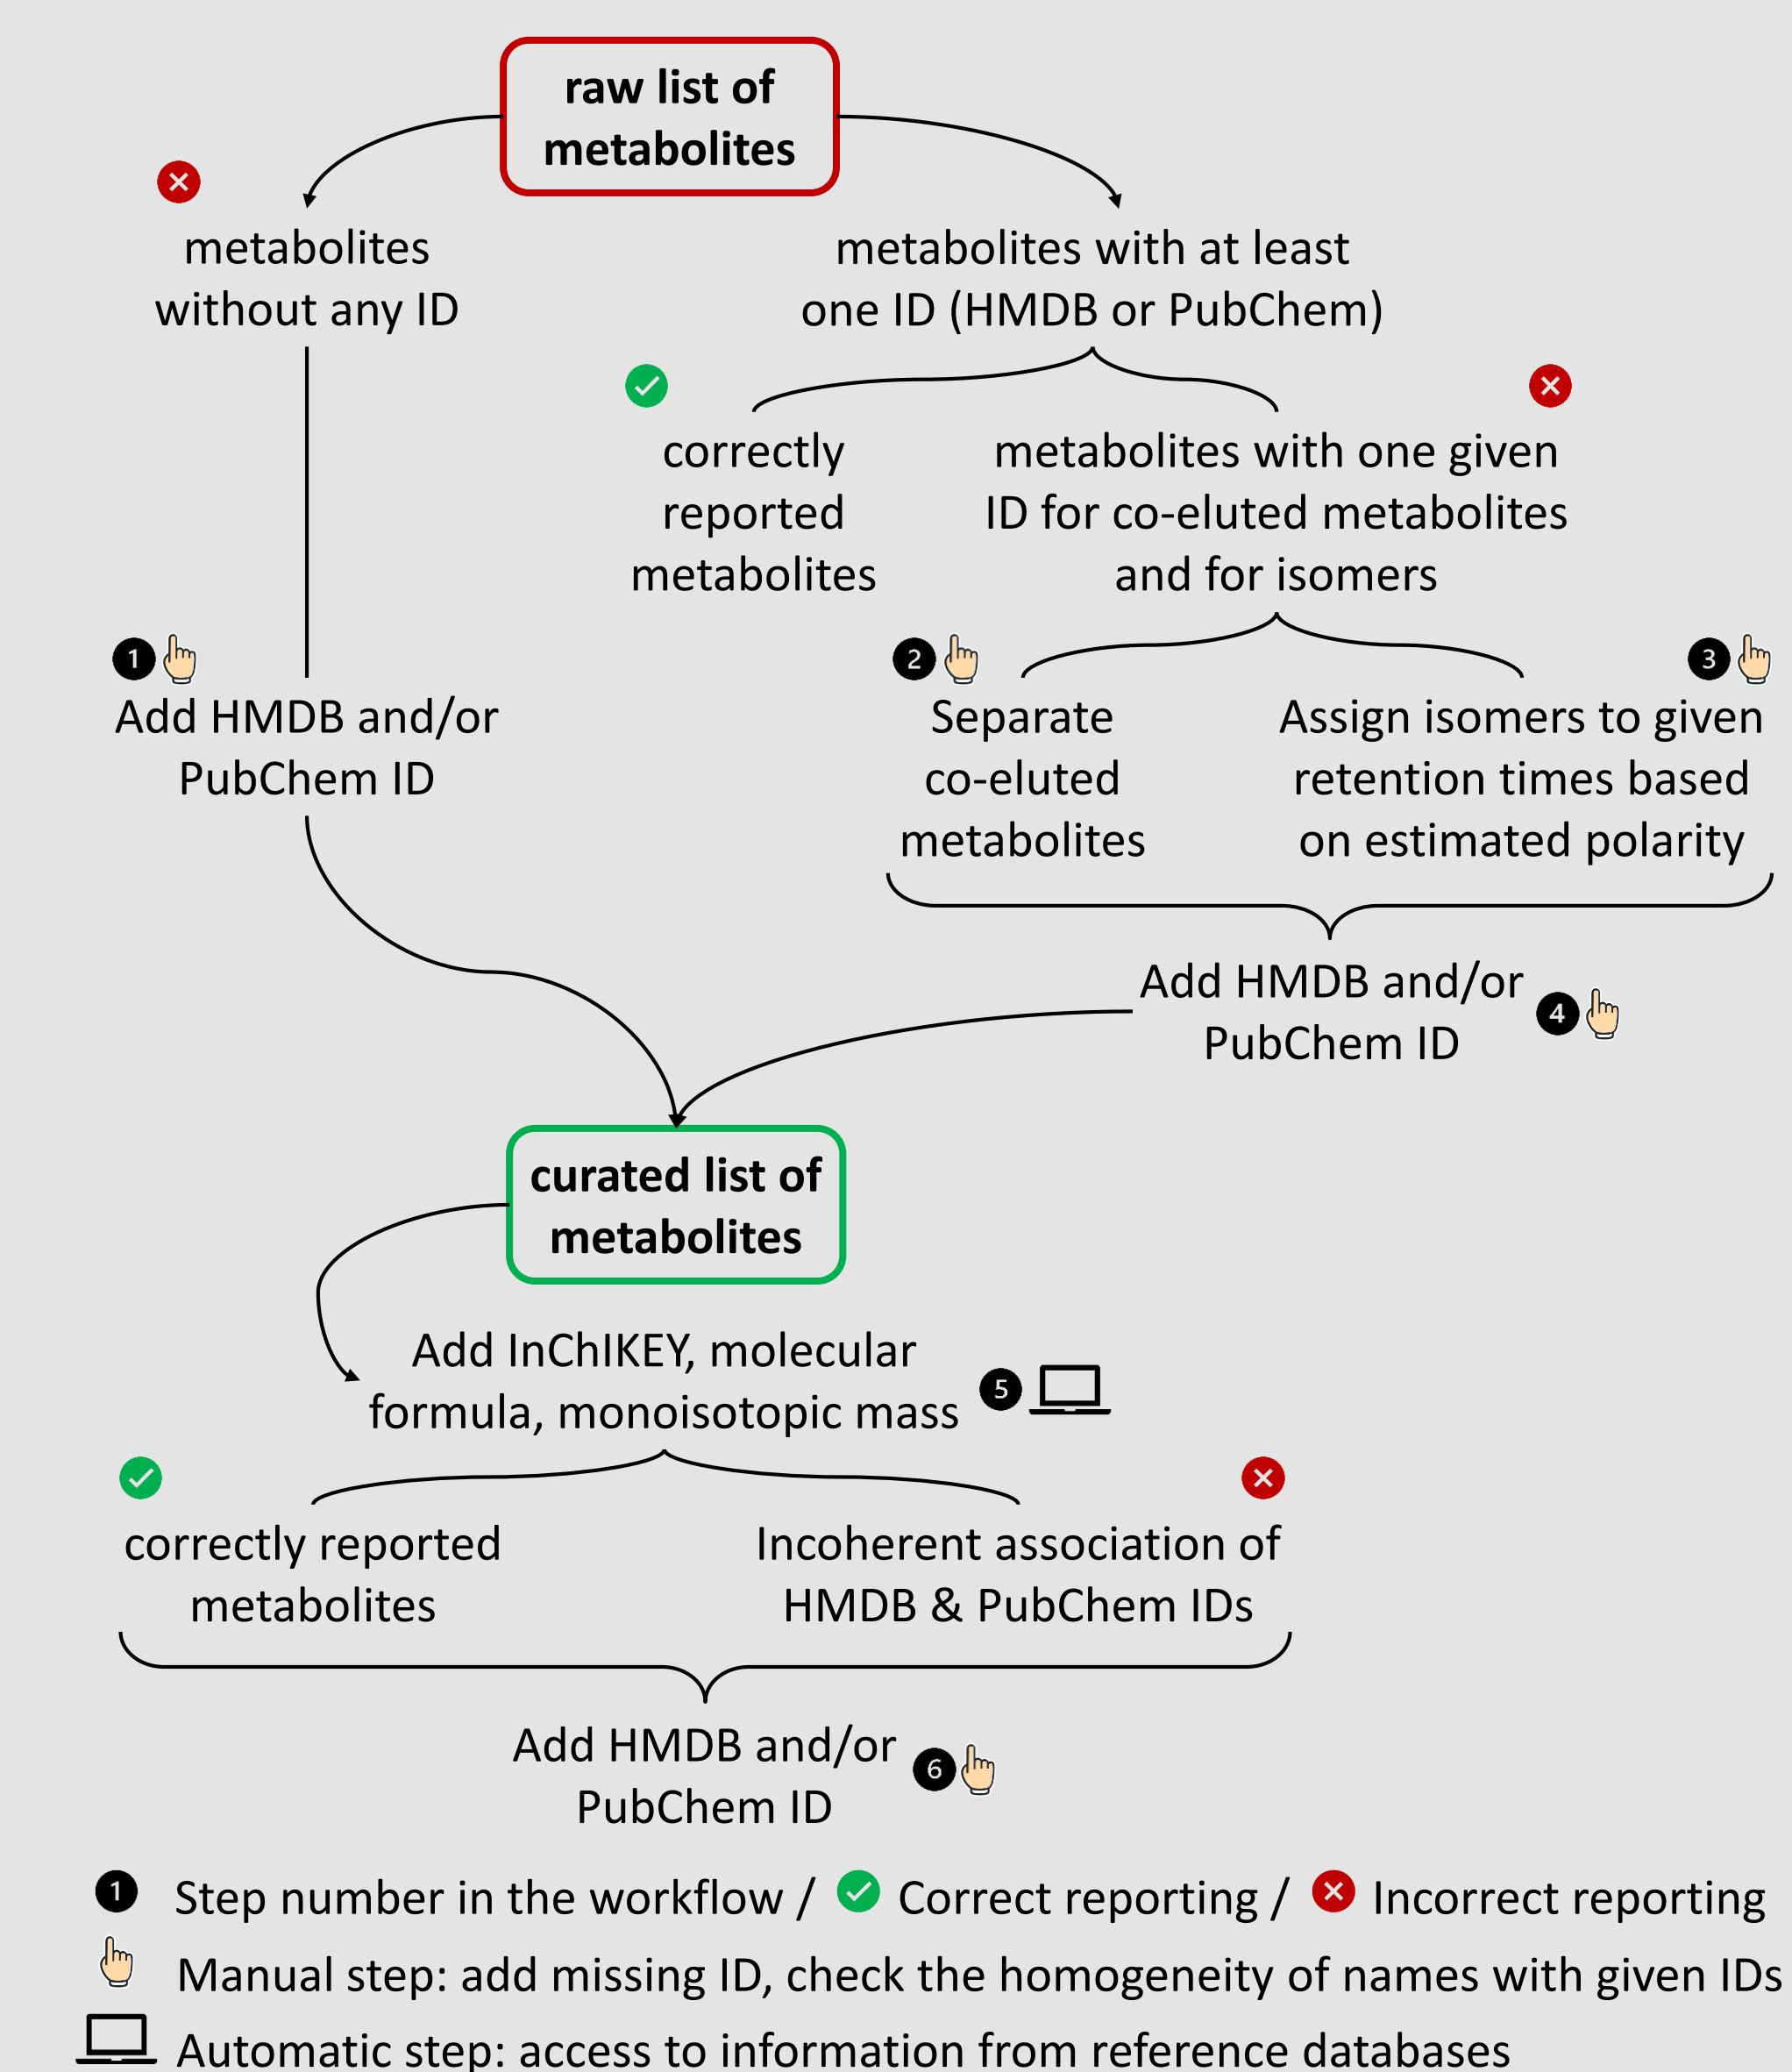 raw list of
metabolites
metabolites
without any ID
metabolites with at least
one ID (HMDB or PubChem)
correctly
reported
metabolites
metabolites with one given
ID for co-eluted metabolites
and for isomers
1
Add HMDB and/or
PubChem ID
2
Separate
co-eluted
metabolites
3
Assign isomers to given
retention times based
on estimated polarity
Add HMDB and/or
PubChem ID
4
curated list of
metabolites
Add InChIKEY, molecular
formula, monoisotopic mass
5
correctly reported
metabolites
Incoherent association of
HMDB & PubChem IDs
Add HMDB and/or
PubChem ID
6
1 Step number in the workflow / Correct reporting / Incorrect reporting
Manual step: add missing ID, check the homogeneity of names with given IDs
Automatic step: access to information from reference databases